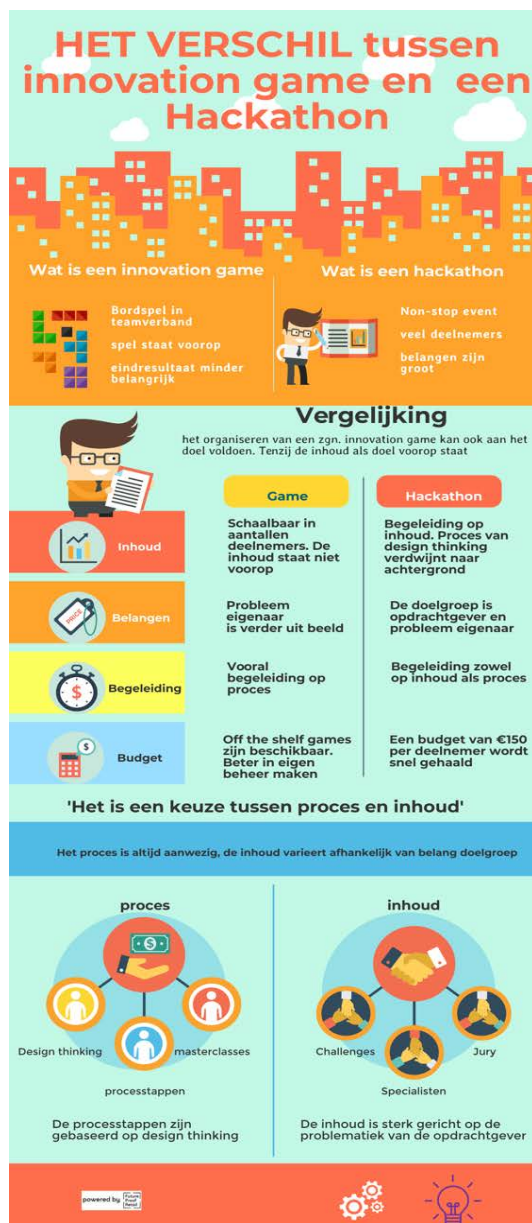 HET VERSCHIL tussen
innovation game en een
Hackathon
Wat is een innovation game
Bordspel in
teamverband
spel staat voorop
eindresultaat minder
belangrijk
Wat is een hackathon
Non-stop event
veel deelnemers
belangen zijn
groot
Vergelijking
het organiseren van een zgn. innovation game kan ook aan het
doel voldoen. Tenzij de inhoud als doel voorop staat
Game
Hackathon
Inhoud
Schaalbaar in
aantallen
deelnemers. De
inhoud staat niet
voorop
Begeleiding op
inhoud. Proces van
design thinking
verdwijnt naar
achtergrond
PRICE
Belangen
Probleem
eigenaar
is verder uit beeld
De doelgroep is
opdrachtgever en
probleem eigenaar
$
Begeleiding
Vooral
begeleiding op
proces
Begeleiding zowel
op inhoud als proces
$
Budget
Off the shelf games
zijn beschikbaar.
Beter in eigen
beheer maken
Een budget van €150
per deelnemer wordt
snel gehaald
'Het is een keuze tussen proces en inhoud'
Het proces is altijd aanwezig, de inhoud varieert afhankelijk van belang doelgroep
proces
$
Design thinking
masterclasses
processtappen
De processtappen zijn
gebaseerd op design thinking
inhoud
Challenges
Jury
Specialisten
De inhoud is sterk gericht op de
problematiek van de opdrachtgever
powered by
Future
Proof
Retail